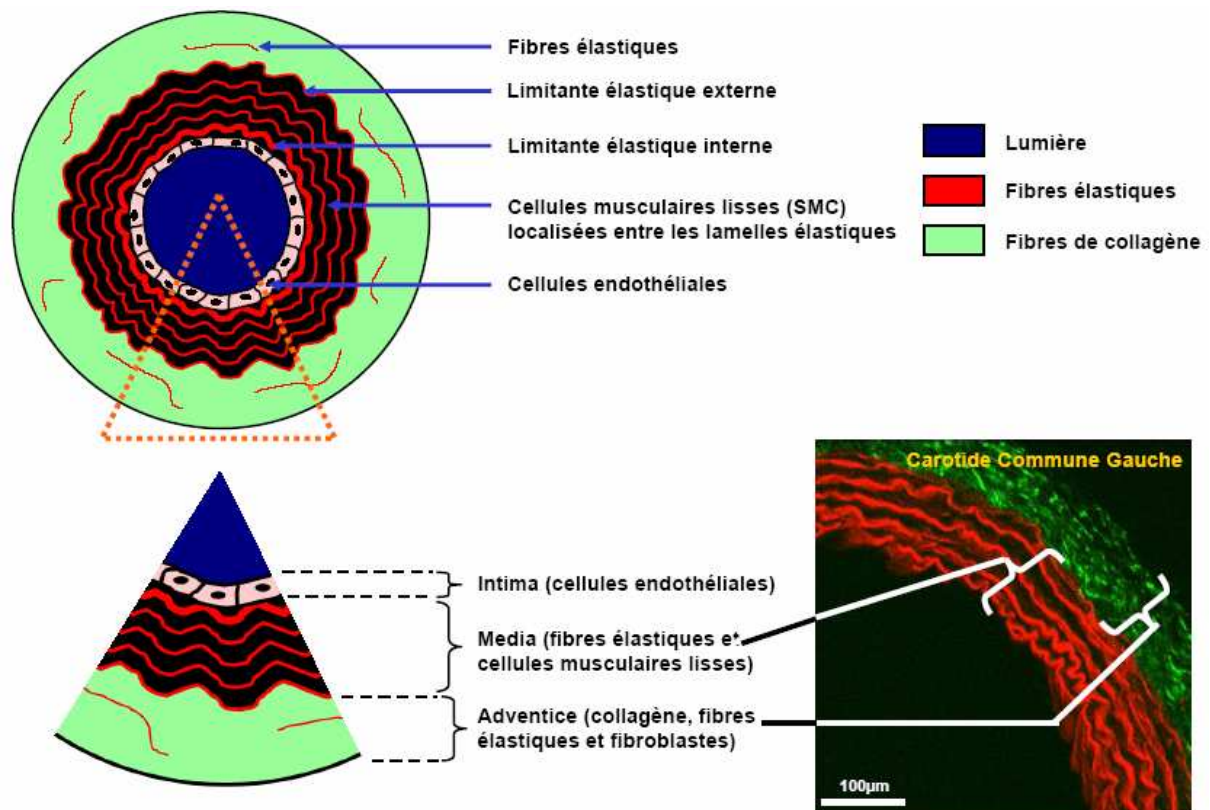 Fibres élastiques
Limitante élastique externe
Limitante élastique interne
Cellules musculaires lisses (SMC)
localisées entre les lamelles élastiques
Cellules endothéliales
Lumière
Fibres élastiques
Fibres de collagène
Carotide Commune Gauche
Intima (cellules endothéliales)
Media (fibres élastiques et
cellules musculaires lisses)
Adventice (collagène, fibres
élastiques et fibroblastes)
100µm